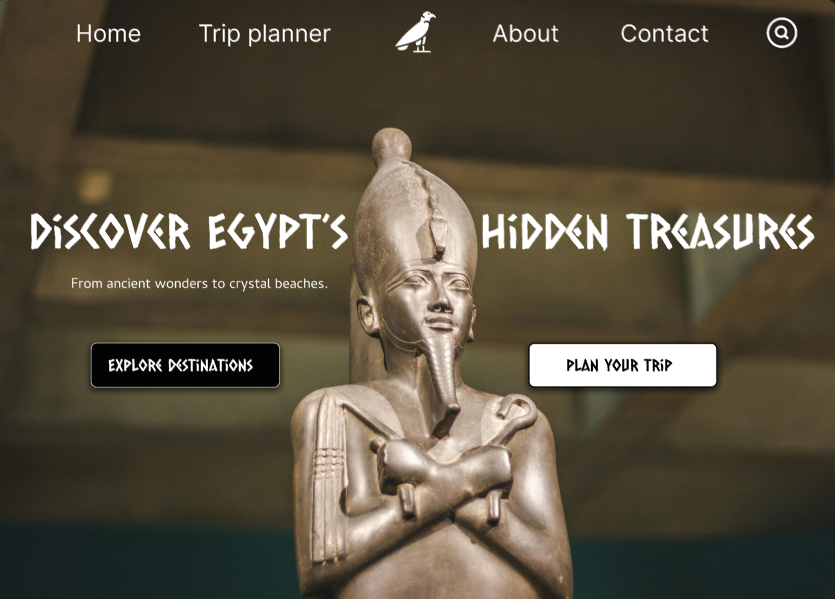 Home Trip planner About Contact
DiSCOVER EGYPT'S HiDDEN TREASURES
From ancient wonders to crystal beaches.
EXPLORE DESTiNATiONS PLAN YOUR TRiP